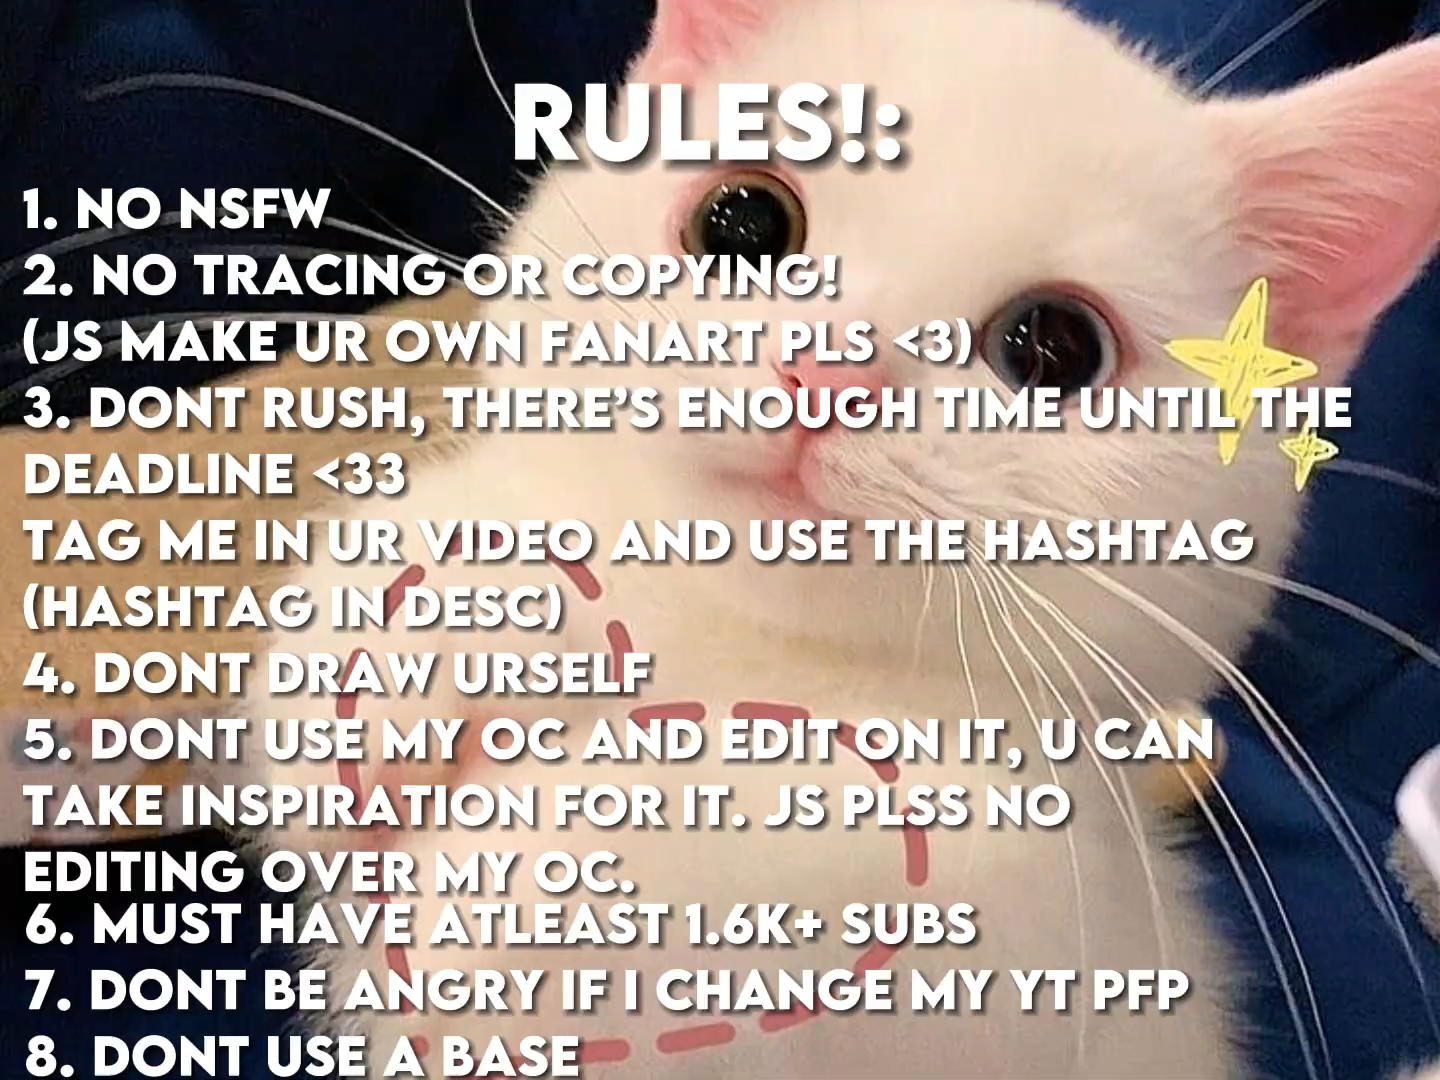 RULES!:
1. NO NSFW
2. NO TRACING OR COPYING!
(JS MAKE UR OWN FANART PLS <3)
3. DONT RUSH, THERE'S ENOUGH TIME UNTIL THE
DEADLINE <33
TAG ME IN UR VIDEO AND USE THE HASHTAG
(HASHTAG IN DESC)
4. DONT DRAW URSELF
5. DONT USE MY OC AND EDIT ON IT, U CAN
TAKE INSPIRATION FOR IT. JS PLSS NO
EDITING OVER MY OC.
6. MUST HAVE ATLEAST 1.6K+ SUBS
7. DONT BE ANGRY IF I CHANGE MY YT PFP
8. DONT USE A BASE